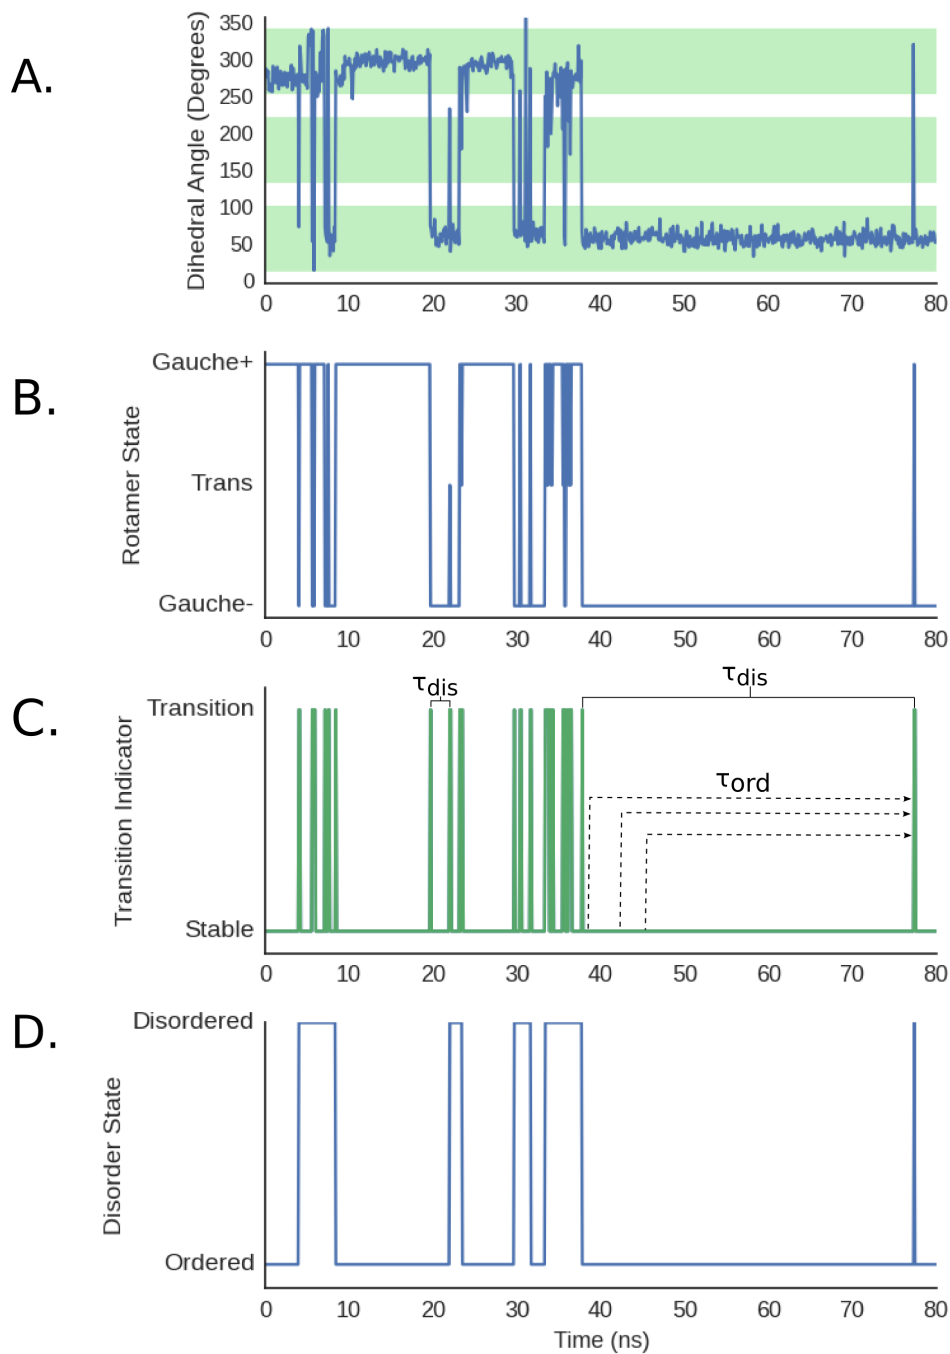 A.
Dihedral Angle (Degrees)
350
300
250
200
150
100
50
0
0 10 20 30 40 50 60 70 80
B.
Rotamer State
Gauche+
Trans
Gauche-
0 10 20 30 40 50 60 70 80
C.
Transition Indicator
τdis
τdis
Transition
τord
Stable
0 10 20 30 40 50 60 70 80
D.
Disorder State
Disordered
Ordered
0 10 20 30 40 50 60 70 80
Time (ns)